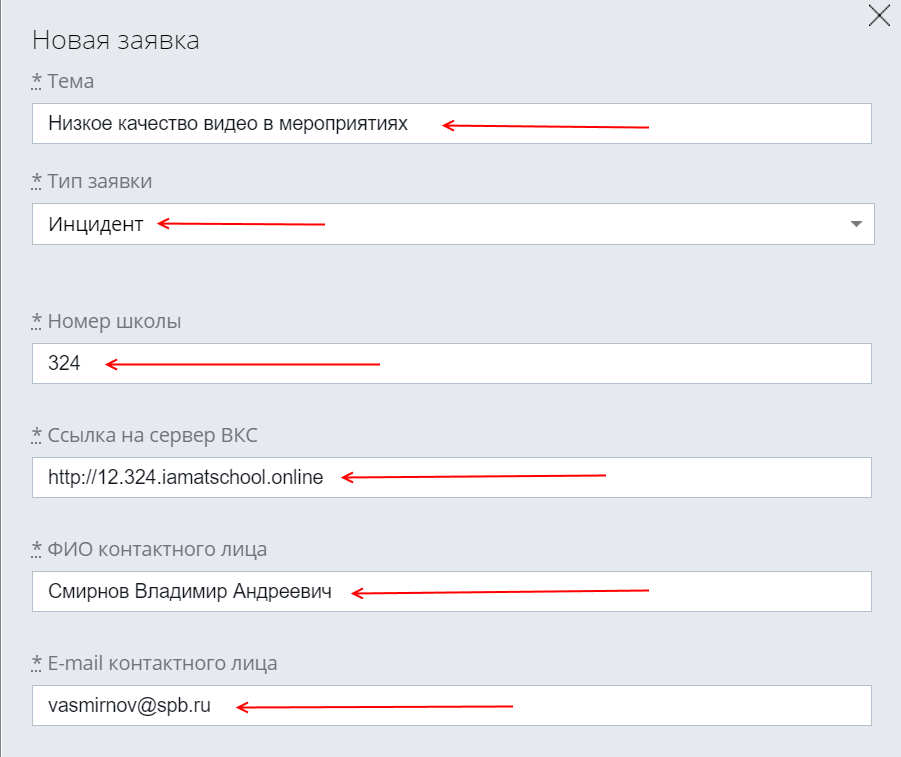 Новая заявка
* Тема
Низкое качество видео в мероприятиях
* Тип заявки
Инцидент
* Номер школы
324
* Ссылка на сервер ВКС
http://12.324.iamatschool.online
* ФИО контактного лица
Смирнов Владимир Андреевич
* E-mail контактного лица
vasmirnov@spb.ru